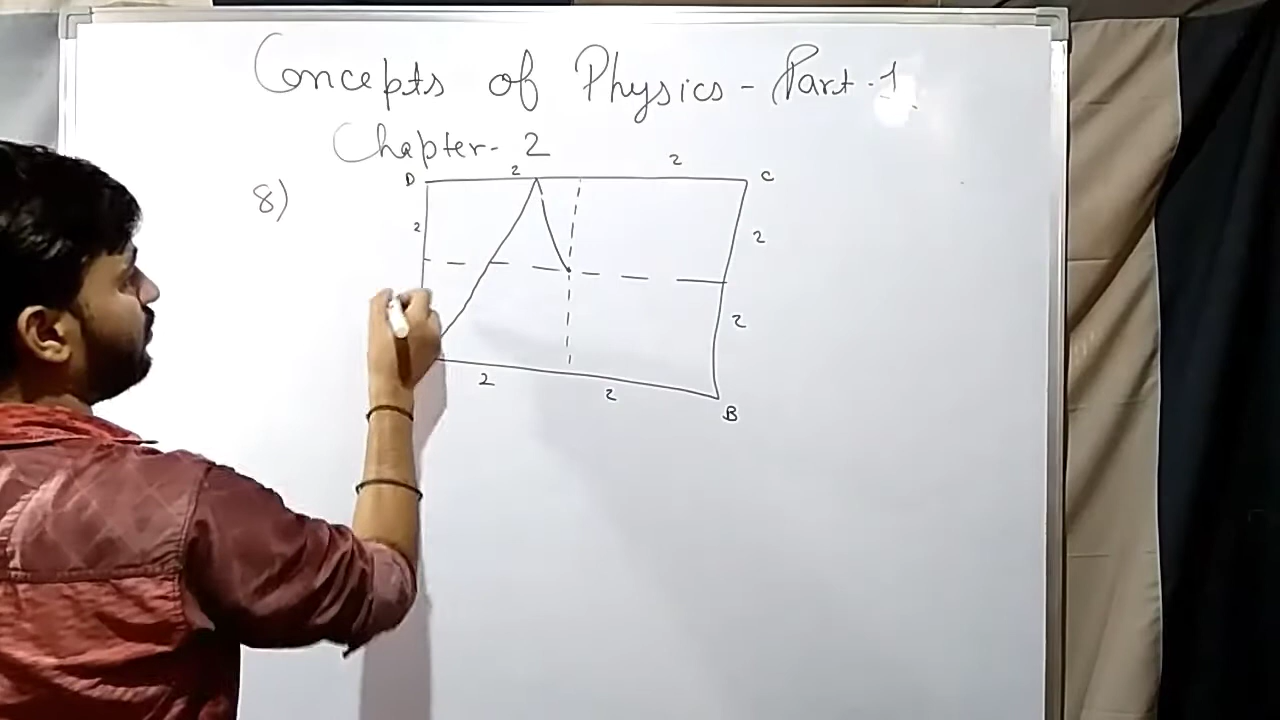 Concepts of Physics - Part-1
Chapter- 2
8)
D 2 2 C
2 2
2
2 2
B